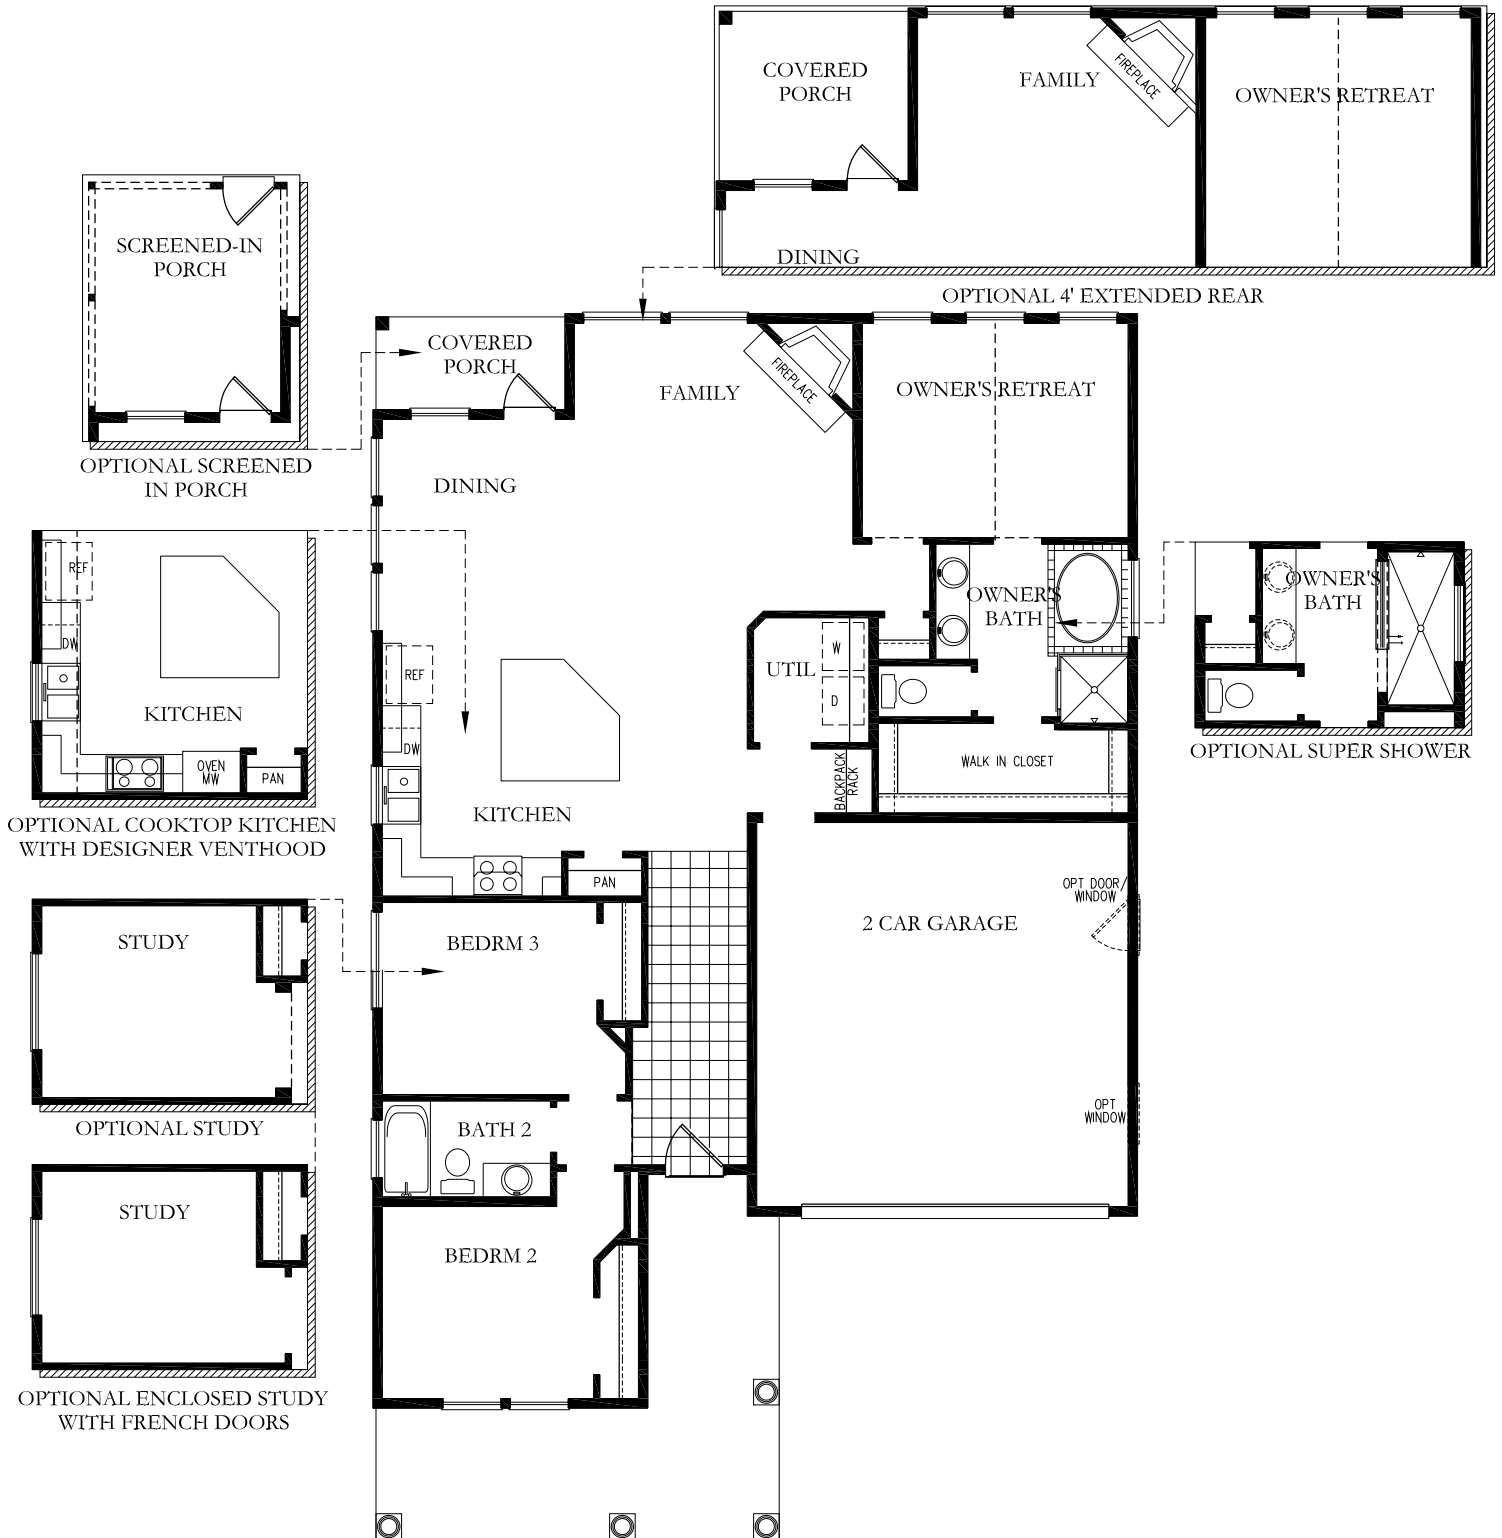 COVERED
PORCH
FAMILY
FIREPLACE
OWNER'S RETREAT
DINING
OPTIONAL 4' EXTENDED REAR
SCREENED-IN
PORCH
OPTIONAL SCREENED
IN PORCH
COVERED
PORCH
FAMILY
FIREPLACE
OWNER'S RETREAT
DINING
REF
DW
KITCHEN
OVEN
MW
PAN
OPTIONAL COOKTOP KITCHEN
WITH DESIGNER VENTHOOD
OWNER'S
BATH
OWNER'S
BATH
OPTIONAL SUPER SHOWER
UTIL
W
D
REF
DW
KITCHEN
PAN
BACKPACK
RACK
WALK IN CLOSET
STUDY
OPTIONAL STUDY
BEDRM 3
2 CAR GARAGE
OPT DOOR/
WINDOW
OPT
WINDOW
BATH 2
STUDY
OPTIONAL ENCLOSED STUDY
WITH FRENCH DOORS
BEDRM 2